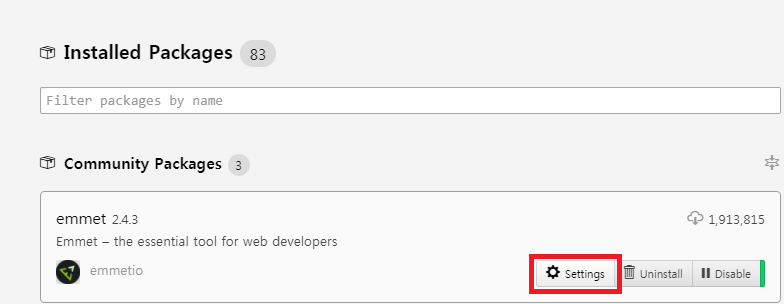 Installed Packages 83
Filter packages by name
Community Packages 3
emmet 2.4.3 1,913,815
Emmet – the essential tool for web developers
emmetio Settings Uninstall Disable